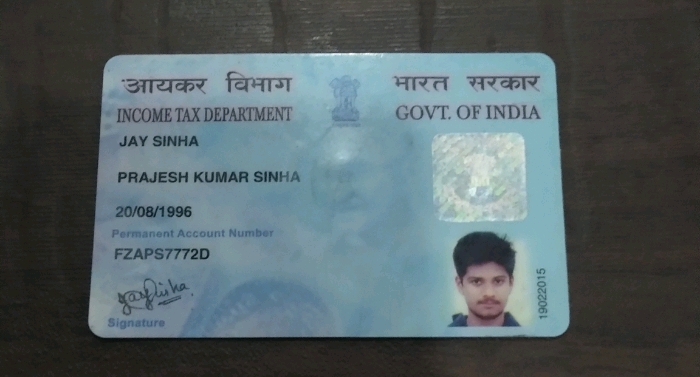 आयकर विभाग भारत सरकार
INCOME TAX DEPARTMENT GOVT. OF INDIA
JAY SINHA
PRAJESH KUMAR SINHA
20/08/1996
Permanent Account Number
FZAPS7772D
Jay Sinha
Signature
19022015